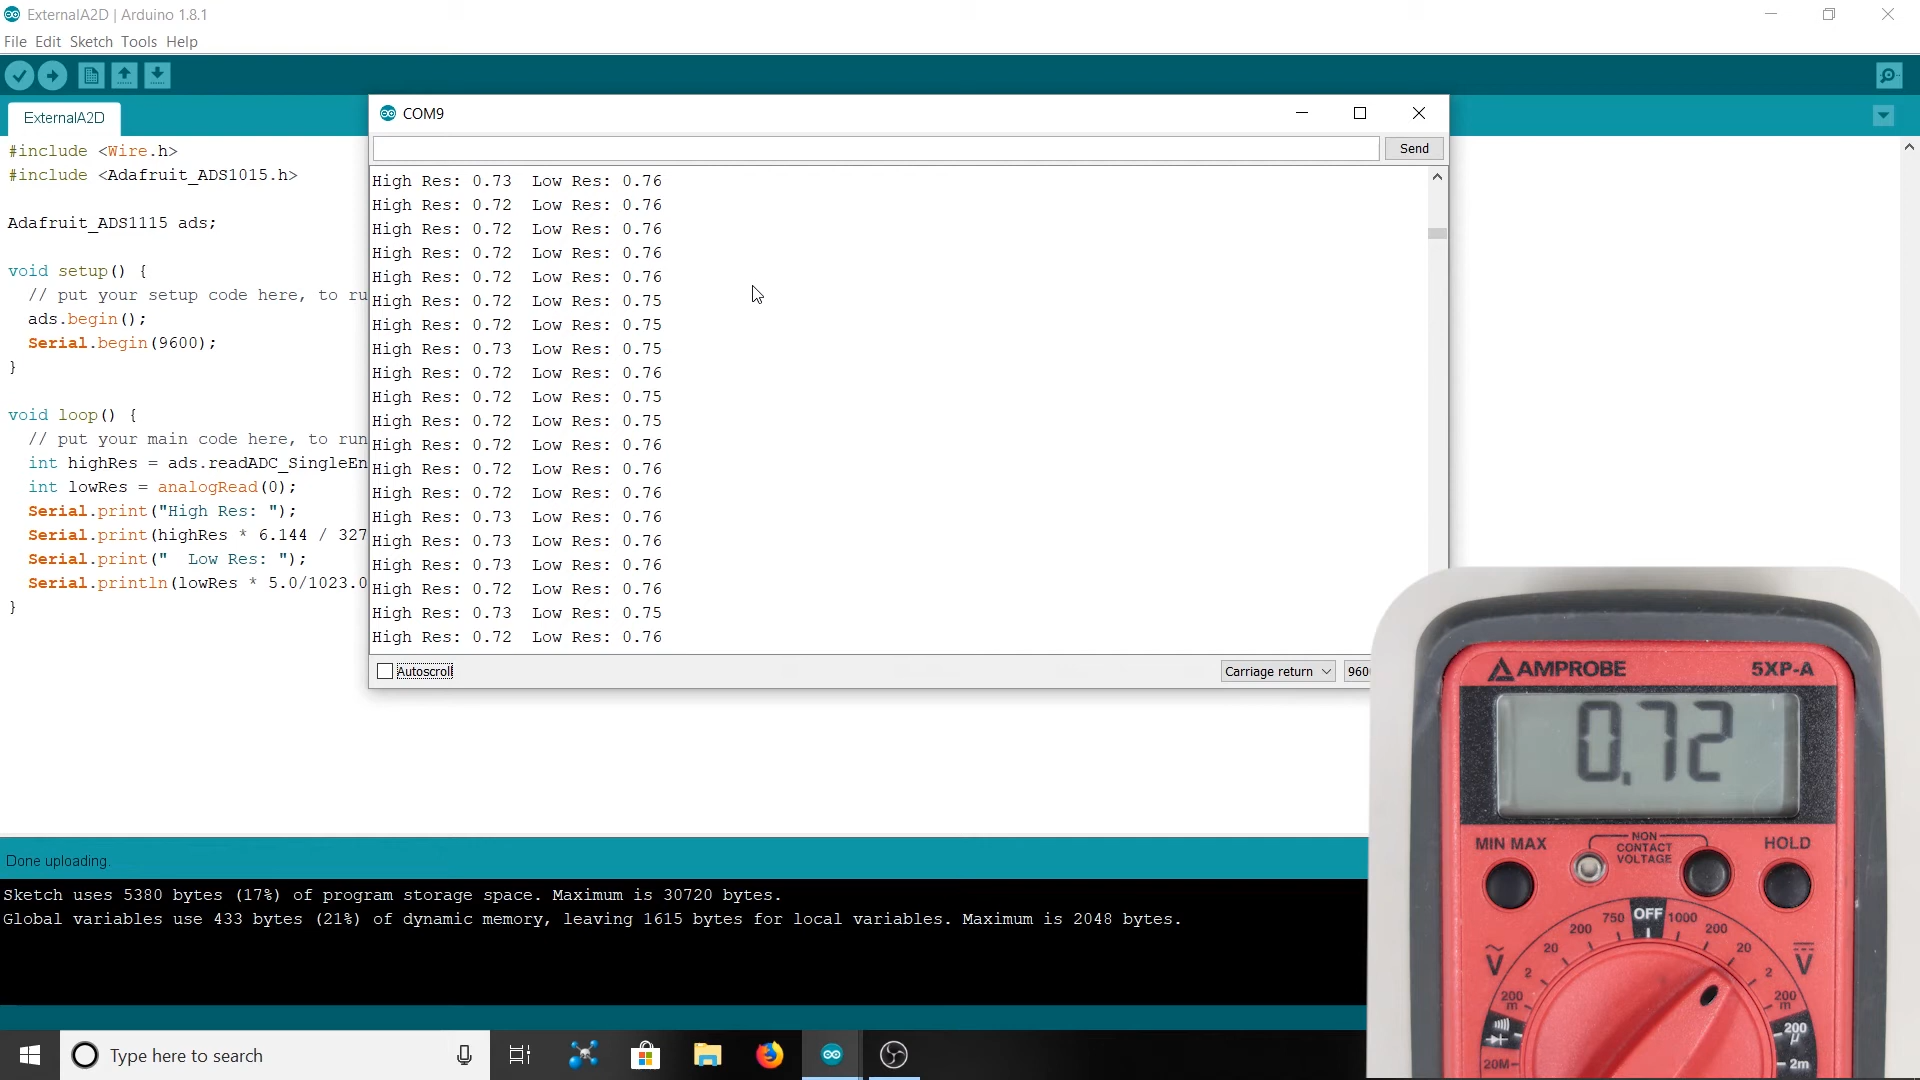 ExternalA2D | Arduino 1.8.1
File Edit Sketch Tools Help
ExternalA2D
#include <Wire.h>
#include <Adafruit_ADS1015.h>
Adafruit_ADS1115 ads;
void setup() {
// put your setup code here, to ru
ads.begin();
Serial.begin(9600);
}
void loop() {
// put your main code here, to run
int highRes = ads.readADC_SingleEn
int lowRes = analogRead(0);
Serial.print("High Res: ");
Serial.print(highRes * 6.144 / 327
Serial.print("  Low Res: ");
Serial.println(lowRes * 5.0/1023.0
}
COM9
Send
High Res: 0.73  Low Res: 0.76
High Res: 0.72  Low Res: 0.76
High Res: 0.72  Low Res: 0.76
High Res: 0.72  Low Res: 0.76
High Res: 0.72  Low Res: 0.76
High Res: 0.72  Low Res: 0.75
High Res: 0.72  Low Res: 0.75
High Res: 0.73  Low Res: 0.75
High Res: 0.72  Low Res: 0.76
High Res: 0.72  Low Res: 0.75
High Res: 0.72  Low Res: 0.75
High Res: 0.72  Low Res: 0.76
High Res: 0.72  Low Res: 0.76
High Res: 0.72  Low Res: 0.76
High Res: 0.73  Low Res: 0.76
High Res: 0.73  Low Res: 0.76
High Res: 0.73  Low Res: 0.76
High Res: 0.72  Low Res: 0.76
High Res: 0.73  Low Res: 0.75
High Res: 0.72  Low Res: 0.76
Autoscroll
Carriage return
960
Done uploading.
Sketch uses 5380 bytes (17%) of program storage space. Maximum is 30720 bytes.
Global variables use 433 bytes (21%) of dynamic memory, leaving 1615 bytes for local variables. Maximum is 2048 bytes.
Type here to search
AMPROBE 5XP-A
0.72
MIN MAX
NON
CONTACT
VOLTAGE
HOLD
OFF
750 1000
200 200
20 20
V 2 2 V
200 m 200 m
200 µ
20M 2m